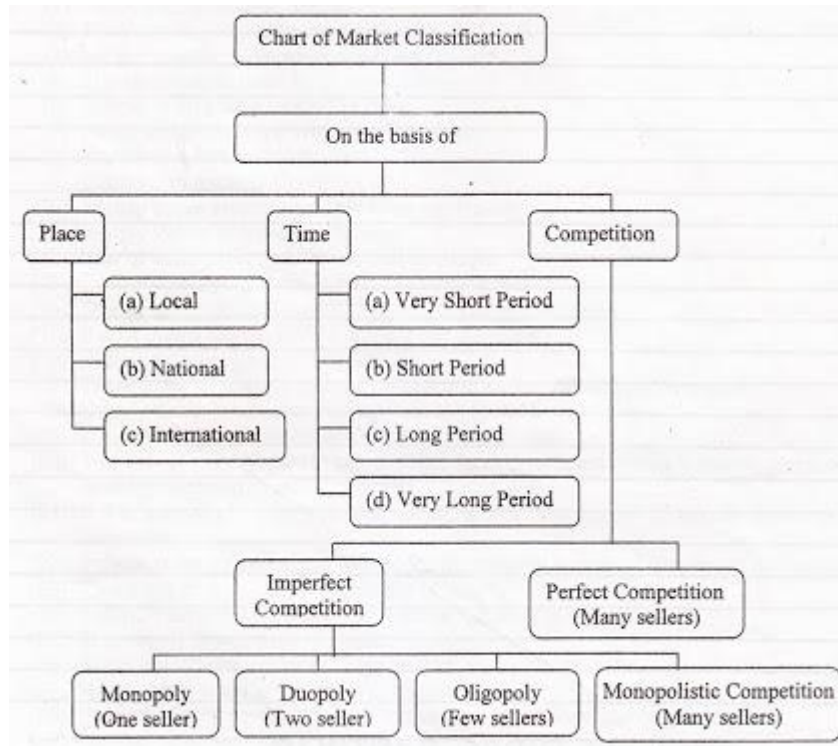 Chart of Market Classification
On the basis of
Place
Time
Competition
(a) Local
(b) National
(c) International
(a) Very Short Period
(b) Short Period
(c) Long Period
(d) Very Long Period
Imperfect
Competition
Perfect Competition
(Many sellers)
Monopoly
(One seller)
Duopoly
(Two seller)
Oligopoly
(Few sellers)
Monopolistic Competition
(Many sellers)